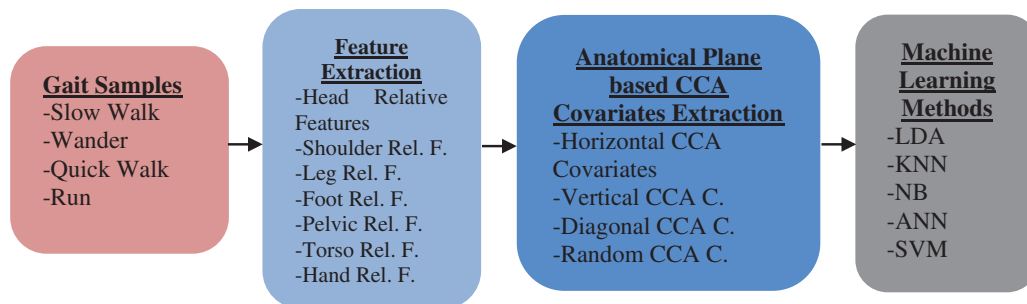 Gait Samples
-Slow Walk
-Wander
-Quick Walk
-Run
Feature
Extraction
-Head Relative
Features
-Shoulder Rel. F.
-Leg Rel. F.
-Foot Rel. F.
-Pelvic Rel. F.
-Torso Rel. F.
-Hand Rel. F.
Anatomical Plane
based CCA
Covariates Extraction
-Horizontal CCA
Covariates
-Vertical CCA C.
-Diagonal CCA C.
-Random CCA C.
Machine
Learning
Methods
-LDA
-KNN
-NB
-ANN
-SVM